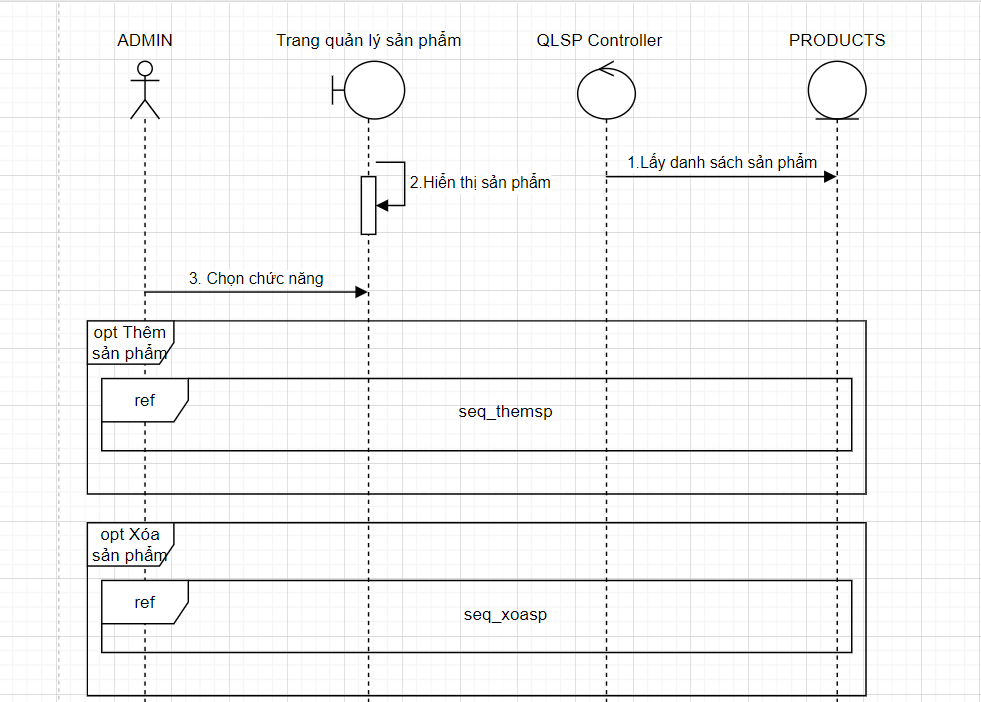 ADMIN
Trang quản lý sản phẩm
QLSP Controller
PRODUCTS
1.Lấy danh sách sản phẩm
2.Hiển thị sản phẩm
3. Chọn chức năng
opt Thêm
sản phẩm
ref
seq_themsp
opt Xóa
sản phẩm
ref
seq_xoasp